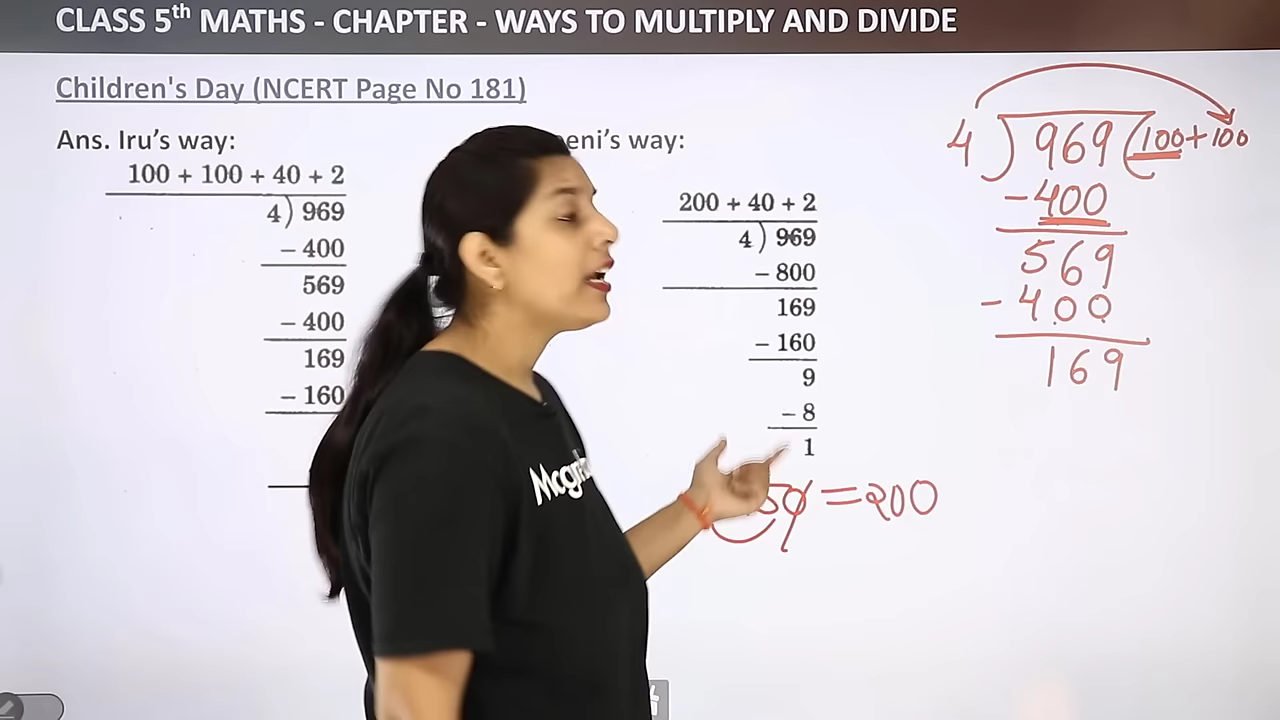 CLASS 5th MATHS - CHAPTER - WAYS TO MULTIPLY AND DIVIDE
Children's Day (NCERT Page No 181)
Ans. Iru's way:
100 + 100 + 40 + 2
4) 969
– 400
569
– 400
169
– 160
way:
200 + 40 + 2
4) 969
– 800
169
– 160
9
– 8
1
= 200
4) 969 (100+100
- 400
569
- 400
169